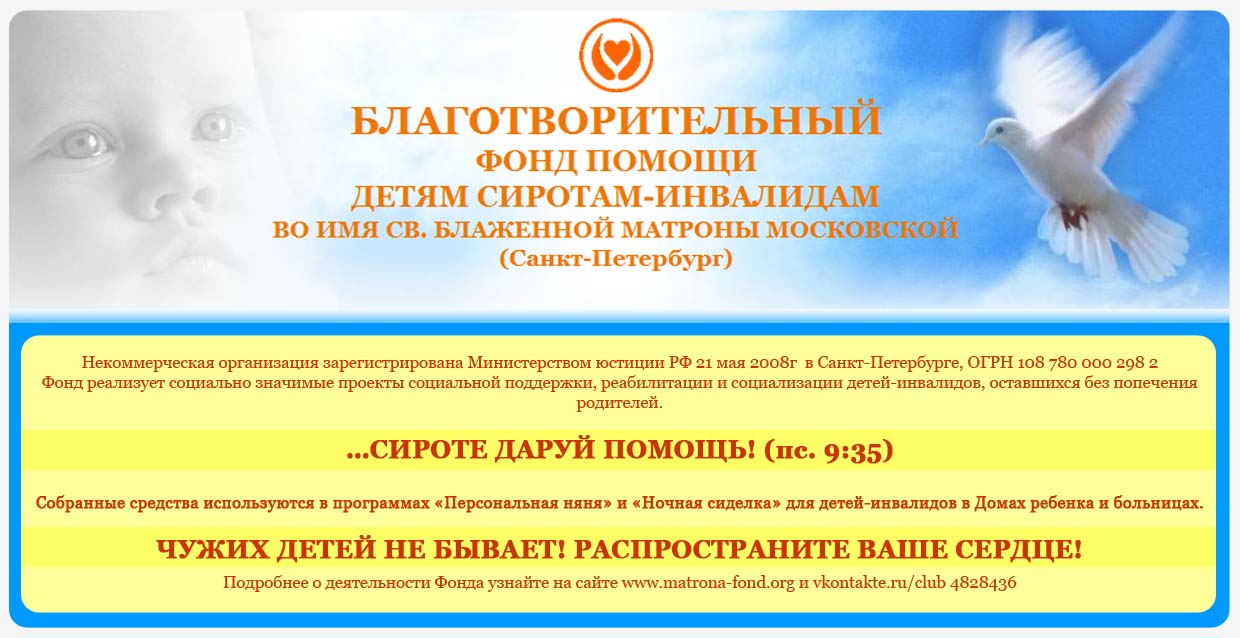 БЛАГОТВОРИТЕЛЬНЫЙ
ФОНД ПОМОЩИ
ДЕТЯМ СИРОТАМ-ИНВАЛИДАМ
ВО ИМЯ СВ. БЛАЖЕННОЙ МАТРОНЫ МОСКОВСКОЙ
(Санкт-Петербург)
Некоммерческая организация зарегистрирована Министерством юстиции РФ 21 мая 2008г в Санкт-Петербурге, ОГРН 108 780 000 298 2
Фонд реализует социально значимые проекты социальной поддержки, реабилитации и социализации детей-инвалидов, оставшихся без попечения
родителей.
...СИРОТЕ ДАРУЙ ПОМОЩЬ! (пс. 9:35)
Собранные средства используются в программах «Персональная няня» и «Ночная сиделка» для детей-инвалидов в Домах ребенка и больницах.
ЧУЖИХ ДЕТЕЙ НЕ БЫВАЕТ! РАСПРОСТРАНИТЕ ВАШЕ СЕРДЦЕ!
Подробнее о деятельности Фонда узнайте на сайте www.matrona-fond.org и vkontakte.ru/club 4828436